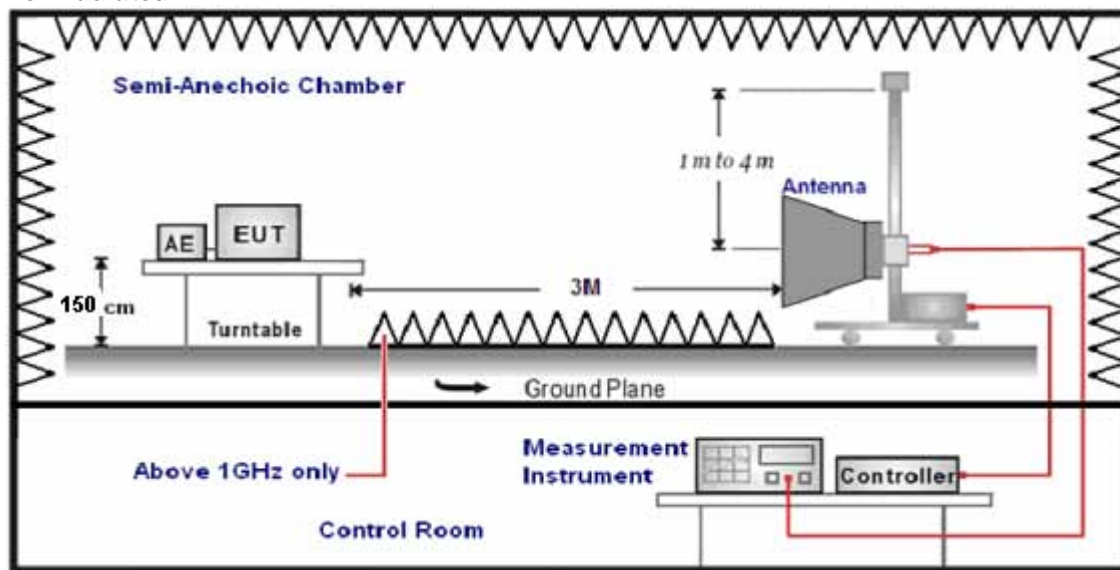 Semi-Anechoic Chamber
1 m to 4 m
Antenna
AE
EUT
150 cm
3M
Turntable
Ground Plane
Above 1GHz only
Measurement
Instrument
Controller
Control Room